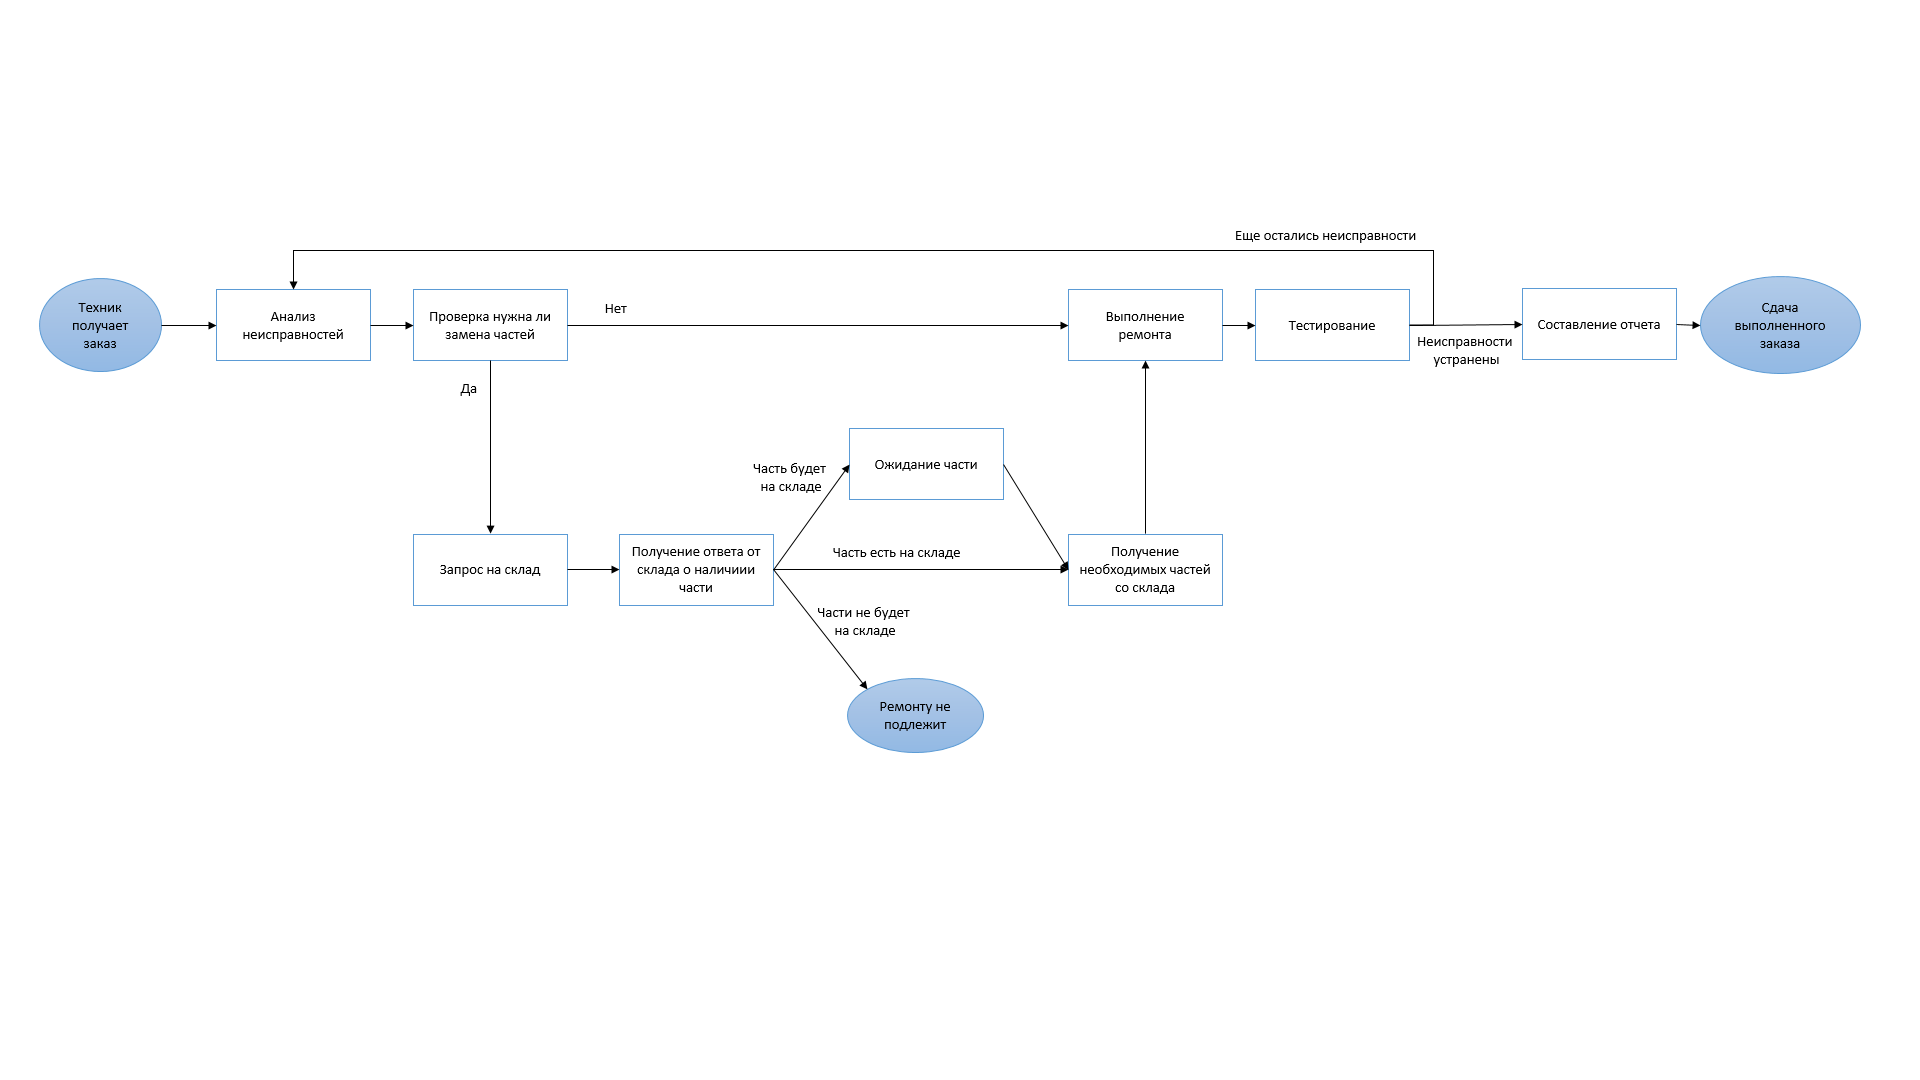 Еще остались неисправности
Техник
получает
заказ
Анализ
неисправностей
Проверка нужна ли
замена частей
Нет
Выполнение
ремонта
Тестирование
Неисправности
устранены
Составление отчета
Сдача
выполненного
заказа
Да
Часть будет
на складе
Ожидание части
Запрос на склад
Получение ответа от
склада о наличиии
части
Часть есть на складе
Получение
необходимых частей
со склада
Части не будет
на складе
Ремонту не
подлежит